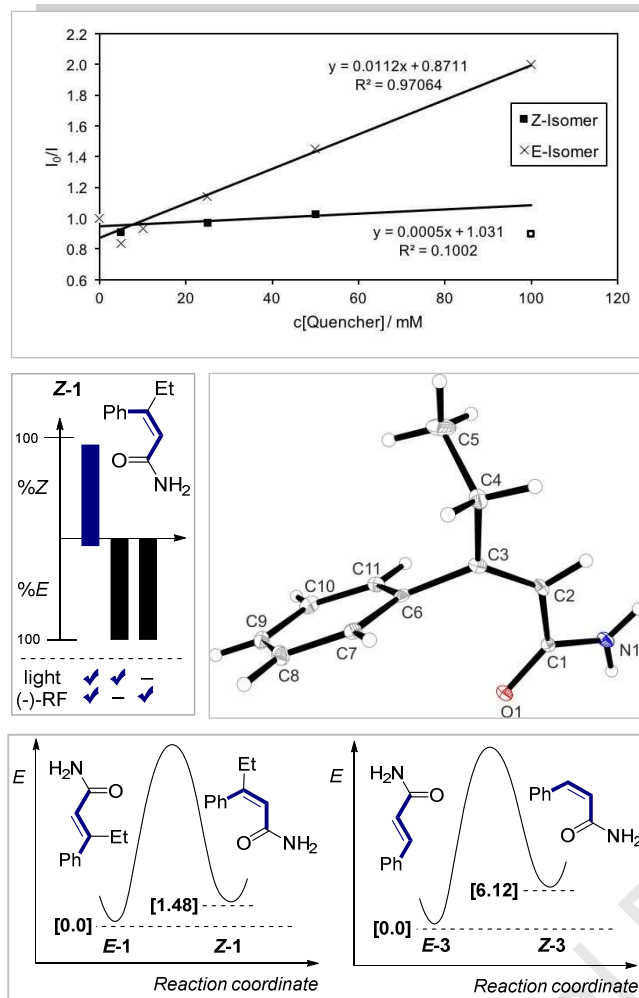 2.0
1.8
1.6
1.4
1.2
1.0
0.8
0.6
I₀/I
y = 0.0112x + 0.8711
R² = 0.97064
Z-Isomer
E-Isomer
y = 0.0005x + 1.031
R² = 0.1002
0 20 40 60 80 100 120
c[Quencher] / mM
Z-1
Et
Ph
O
NH₂
100
%Z
%E
100
light
(-)-RF
C5
C4
C3
C11
C10
C2
C9
C6
C7
C8
C1
N1
O1
E
H₂N
O
Et
Ph
Et
Ph
O
NH₂
[1.48]
[0.0]
E-1 Z-1
Reaction coordinate
E
H₂N
O
Ph
Ph
O
NH₂
[6.12]
[0.0]
E-3 Z-3
Reaction coordinate